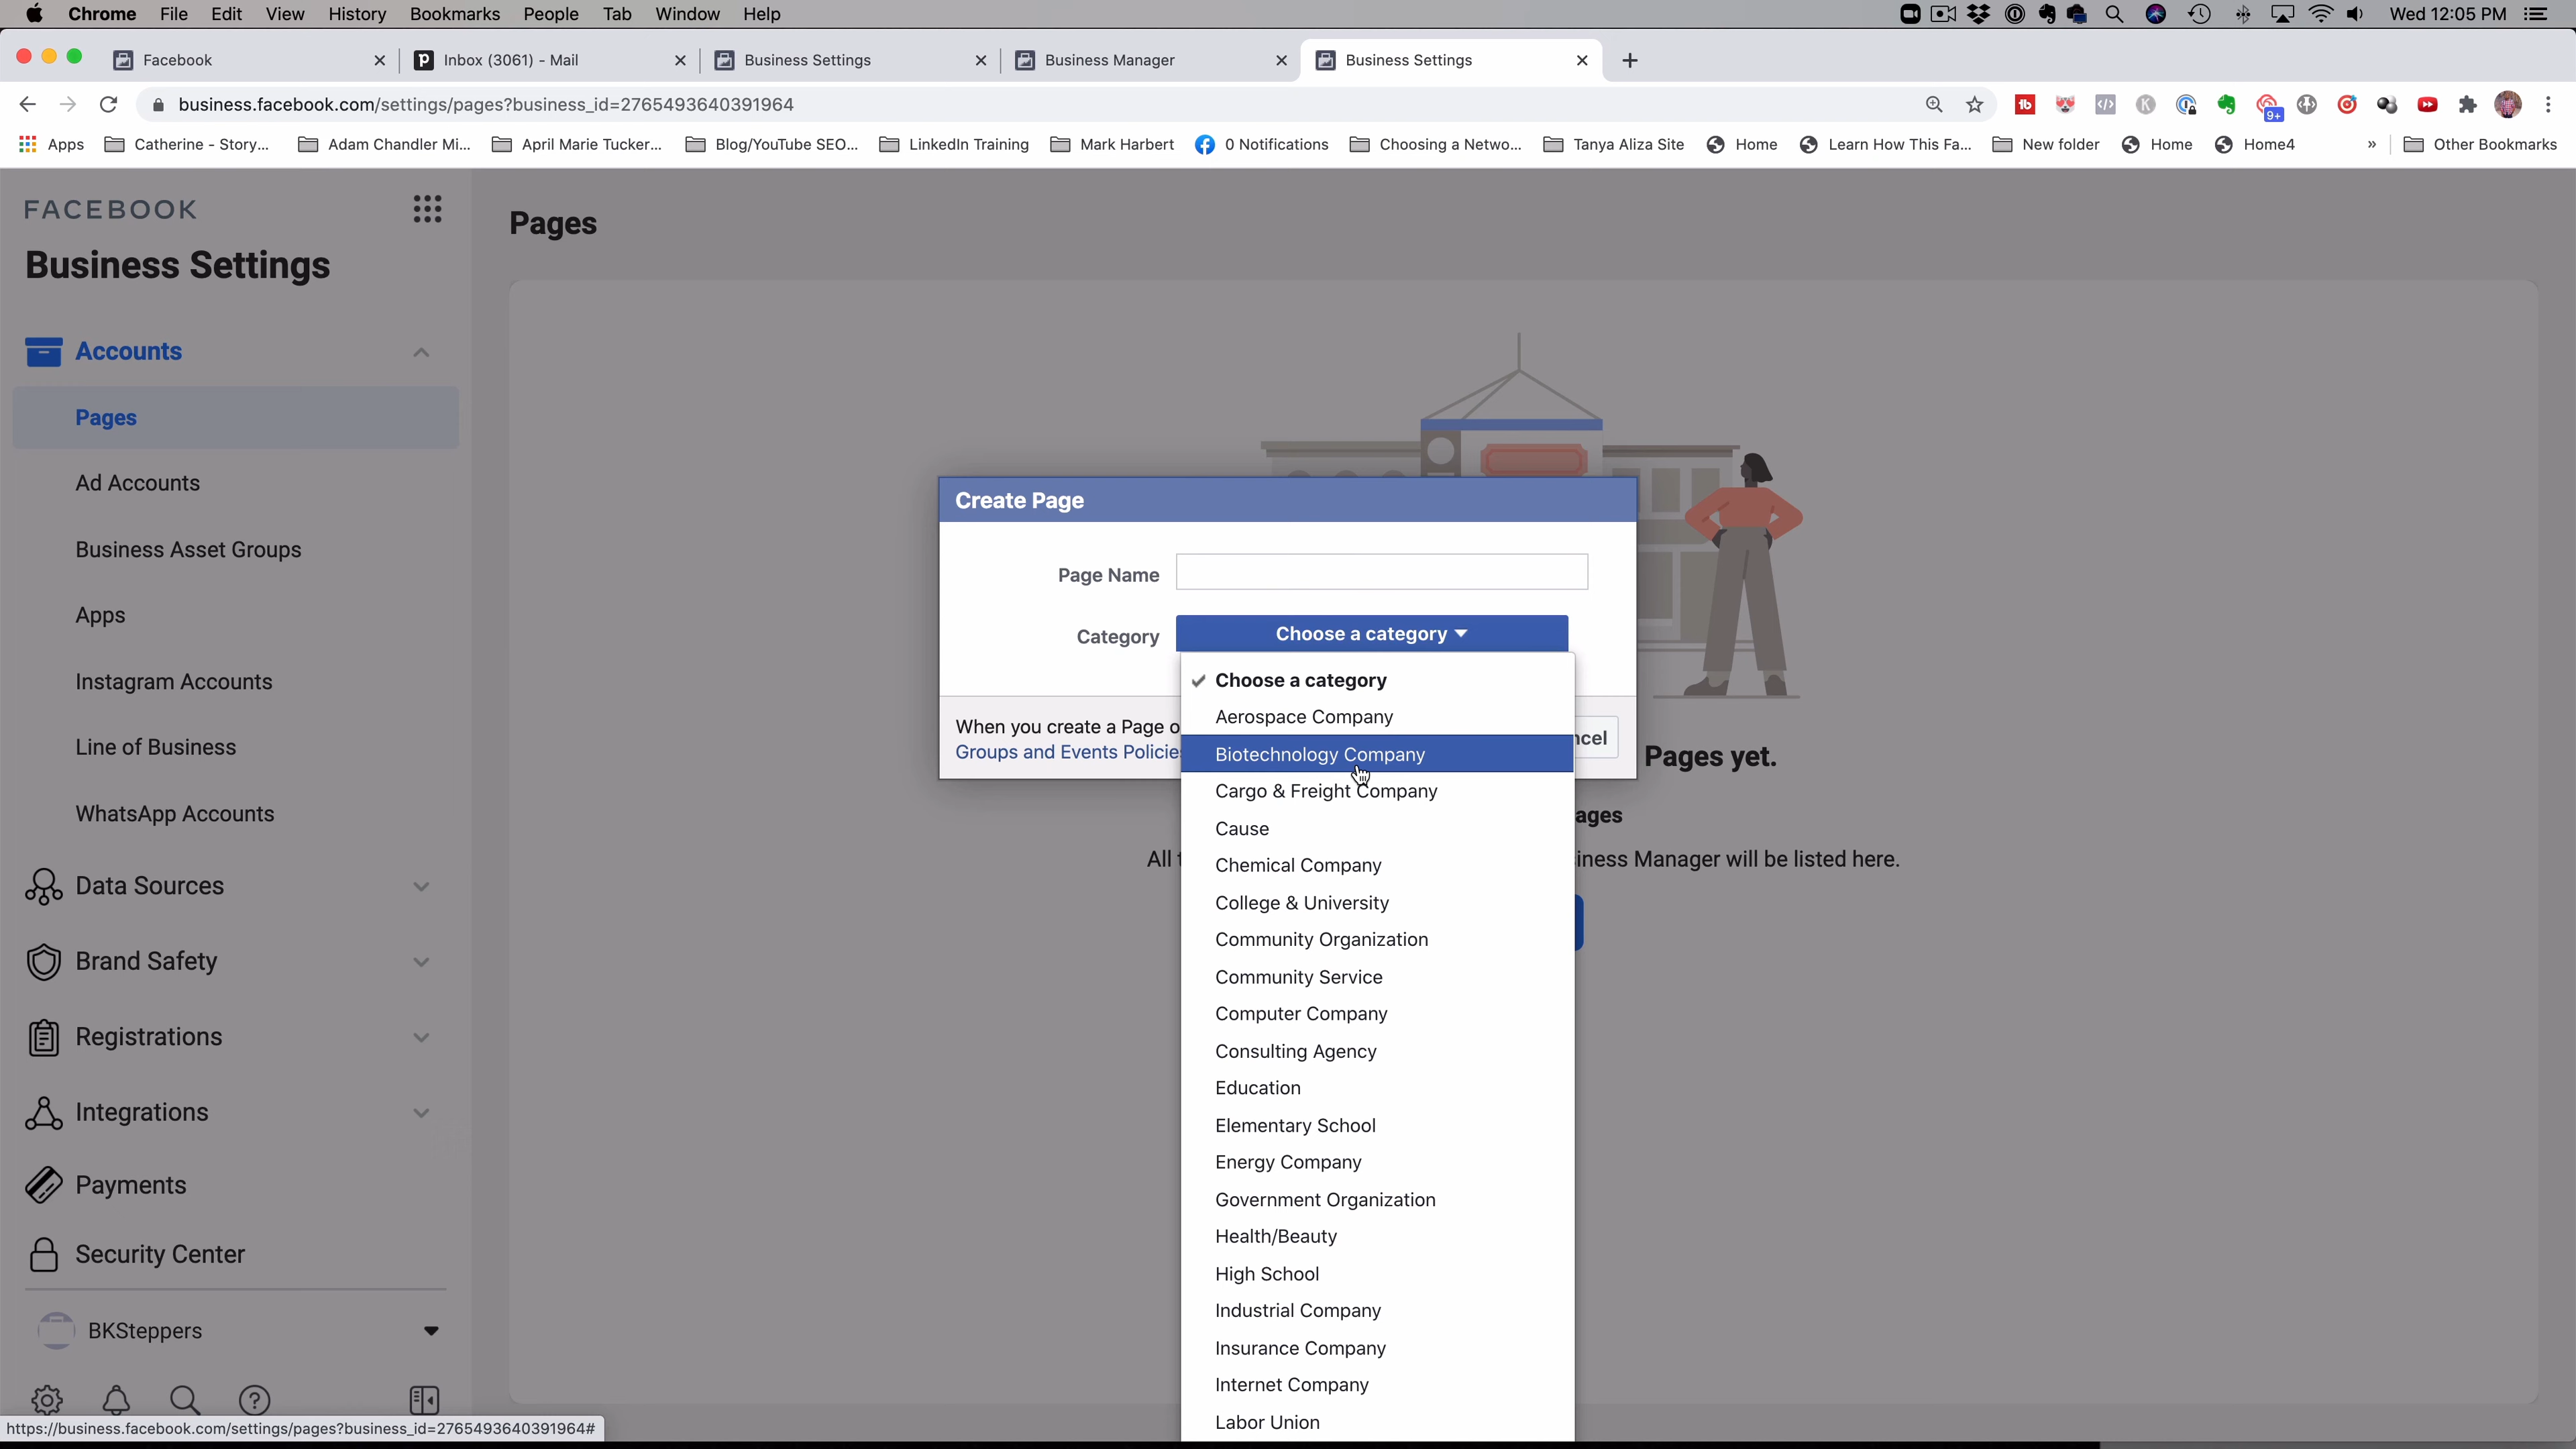 Chrome File Edit View History Bookmarks People Tab Window Help Wed 12:05 PM
Facebook Inbox (3061) - Mail Business Settings Business Manager Business Settings
business.facebook.com/settings/pages?business_id=2765493640391964
9+
Apps Catherine - Story... Adam Chandler Mi... April Marie Tucker... Blog/YouTube SEO... LinkedIn Training Mark Harbert 0 Notifications Choosing a Netwo... Tanya Aliza Site Home Learn How This Fa... New folder Home Home4 » Other Bookmarks
FACEBOOK
Business Settings
Accounts
Pages
Ad Accounts
Business Asset Groups
Apps
Instagram Accounts
Line of Business
WhatsApp Accounts
Data Sources
Brand Safety
Registrations
Integrations
Payments
Security Center
BKSteppers
https://business.facebook.com/settings/pages?business_id=2765493640391964#
Pages
Create Page
Page Name
Category Choose a category
✓ Choose a category
Aerospace Company
Biotechnology Company
Cargo & Freight Company
Cause
Chemical Company
College & University
Community Organization
Community Service
Computer Company
Consulting Agency
Education
Elementary School
Energy Company
Government Organization
Health/Beauty
High School
Industrial Company
Insurance Company
Internet Company
Labor Union
When you create a Page o
Groups and Events Policies
ncel
Pages yet.
ages
All t iness Manager will be listed here.